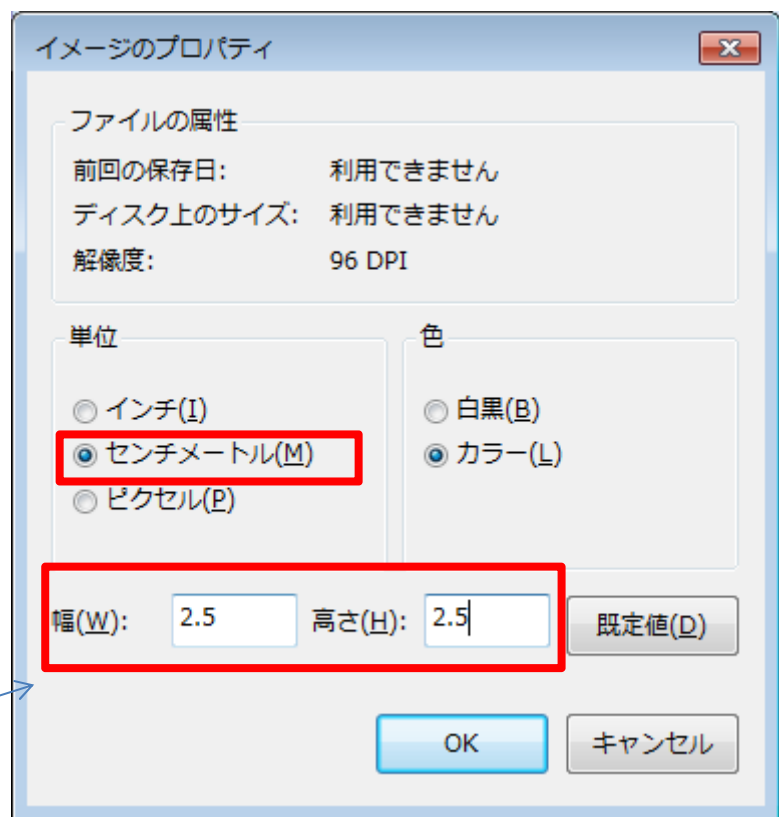 イメージのプロパティ
ファイルの属性
前回の保存日: 利用できません
ディスク上のサイズ: 利用できません
解像度: 96 DPI
単位
インチ(I)
センチメートル(M)
ピクセル(P)
色
白黒(B)
カラー(L)
幅(W): 2.5 高さ(H): 2.5 既定値(D)
OK キャンセル